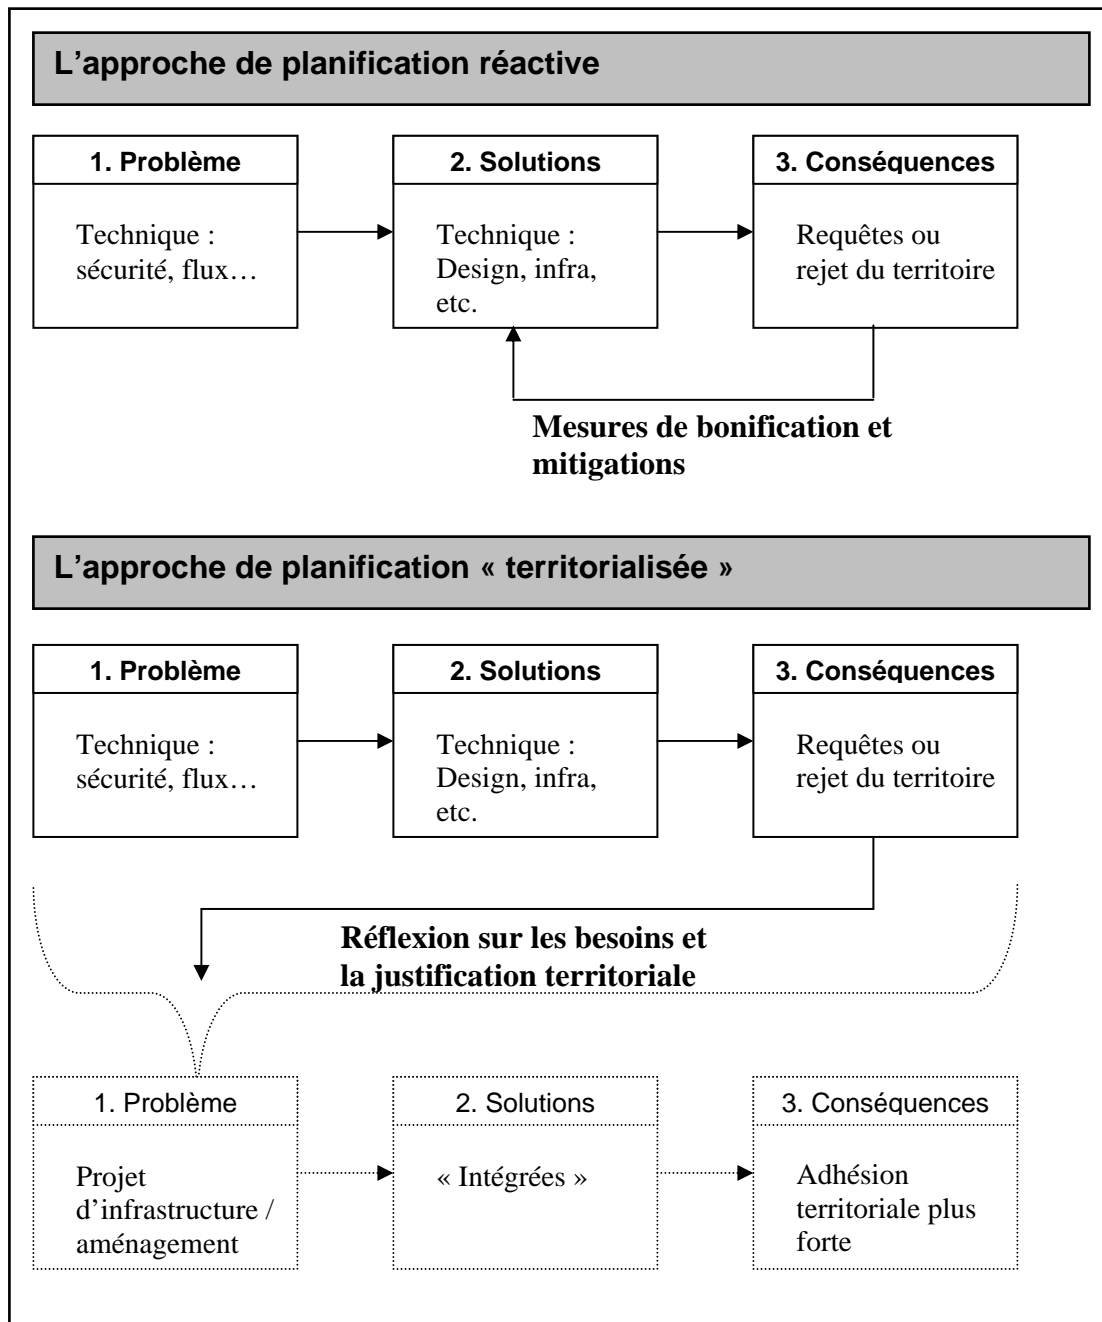 L'approche de planification réactive
1. Problème
Technique :
sécurité, flux…
2. Solutions
Technique :
Design, infra,
etc.
3. Conséquences
Requêtes ou
rejet du territoire
Mesures de bonification et
mitigations
L'approche de planification « territorialisée »
1. Problème
Technique :
sécurité, flux…
2. Solutions
Technique :
Design, infra,
etc.
3. Conséquences
Requêtes ou
rejet du territoire
Réflexion sur les besoins et
la justification territoriale
1. Problème
Projet
d'infrastructure /
aménagement
2. Solutions
« Intégrées »
3. Conséquences
Adhésion
territoriale plus
forte